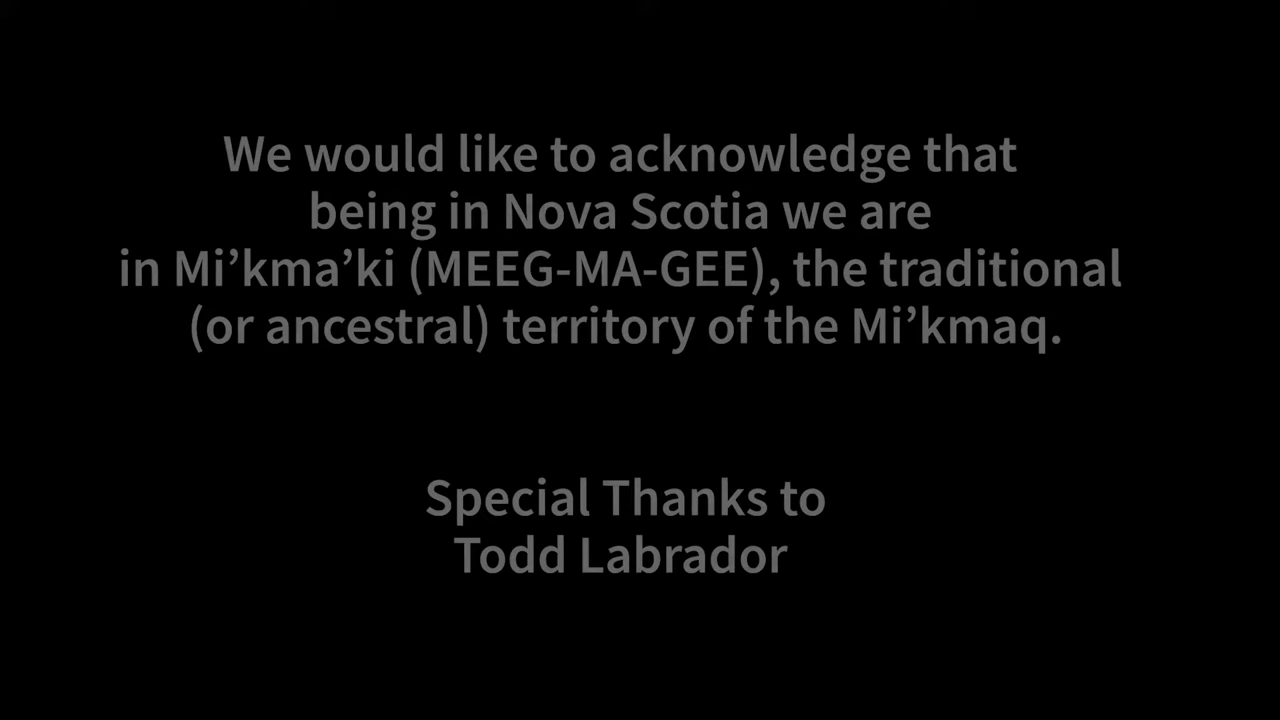 We would like to acknowledge that
being in Nova Scotia we are
in Mi’kma’ki (MEEG-MA-GEE), the traditional
(or ancestral) territory of the Mi’kmaq.
Special Thanks to
Todd Labrador